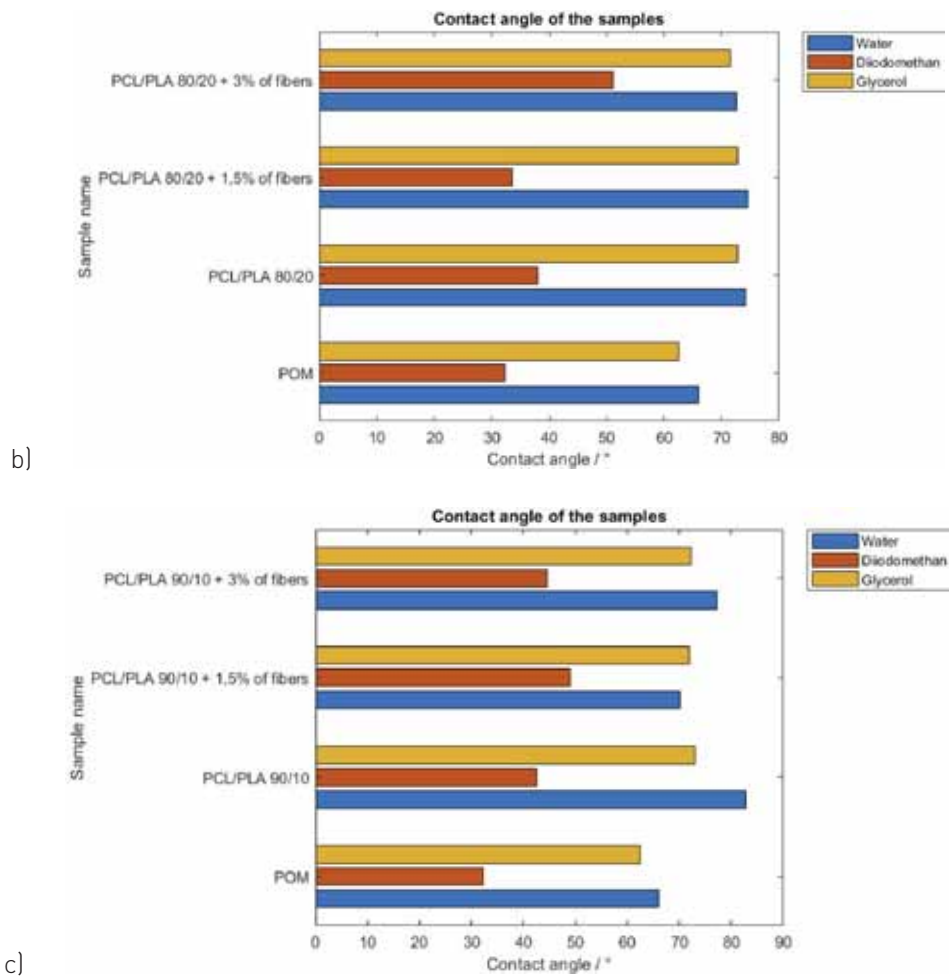 Contact angle of the samples
Water
Diiodomethan
Glycerol
PCL/PLA 80/20 + 3% of fibers
PCL/PLA 80/20 + 1,5% of fibers
PCL/PLA 80/20
POM
Sample name
0 10 20 30 40 50 60 70 80
Contact angle / °
b)
Contact angle of the samples
Water
Diiodomethan
Glycerol
PCL/PLA 90/10 + 3% of fibers
PCL/PLA 90/10 + 1,5% of fibers
PCL/PLA 90/10
POM
Sample name
0 10 20 30 40 50 60 70 80 90
Contact angle / °
c)